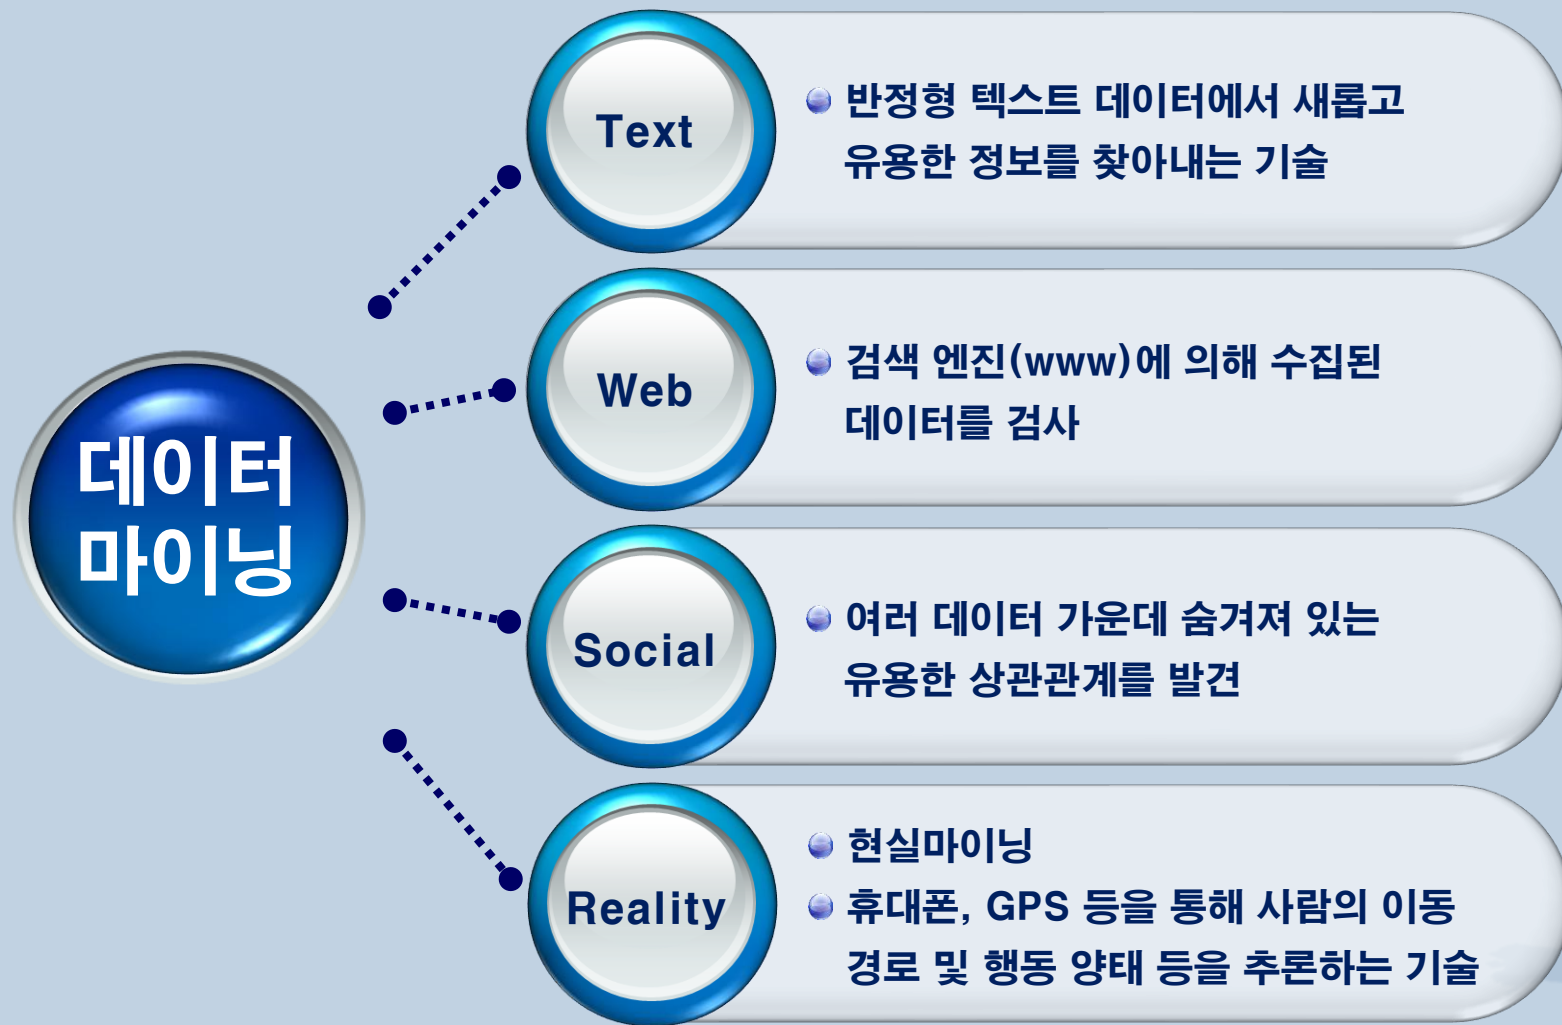 데이터
마이닝
Text
반정형 텍스트 데이터에서 새롭고
유용한 정보를 찾아내는 기술
Web
검색 엔진(www)에 의해 수집된
데이터를 검사
Social
여러 데이터 가운데 숨겨져 있는
유용한 상관관계를 발견
Reality
현실마이닝
휴대폰, GPS 등을 통해 사람의 이동
경로 및 행동 양태 등을 추론하는 기술